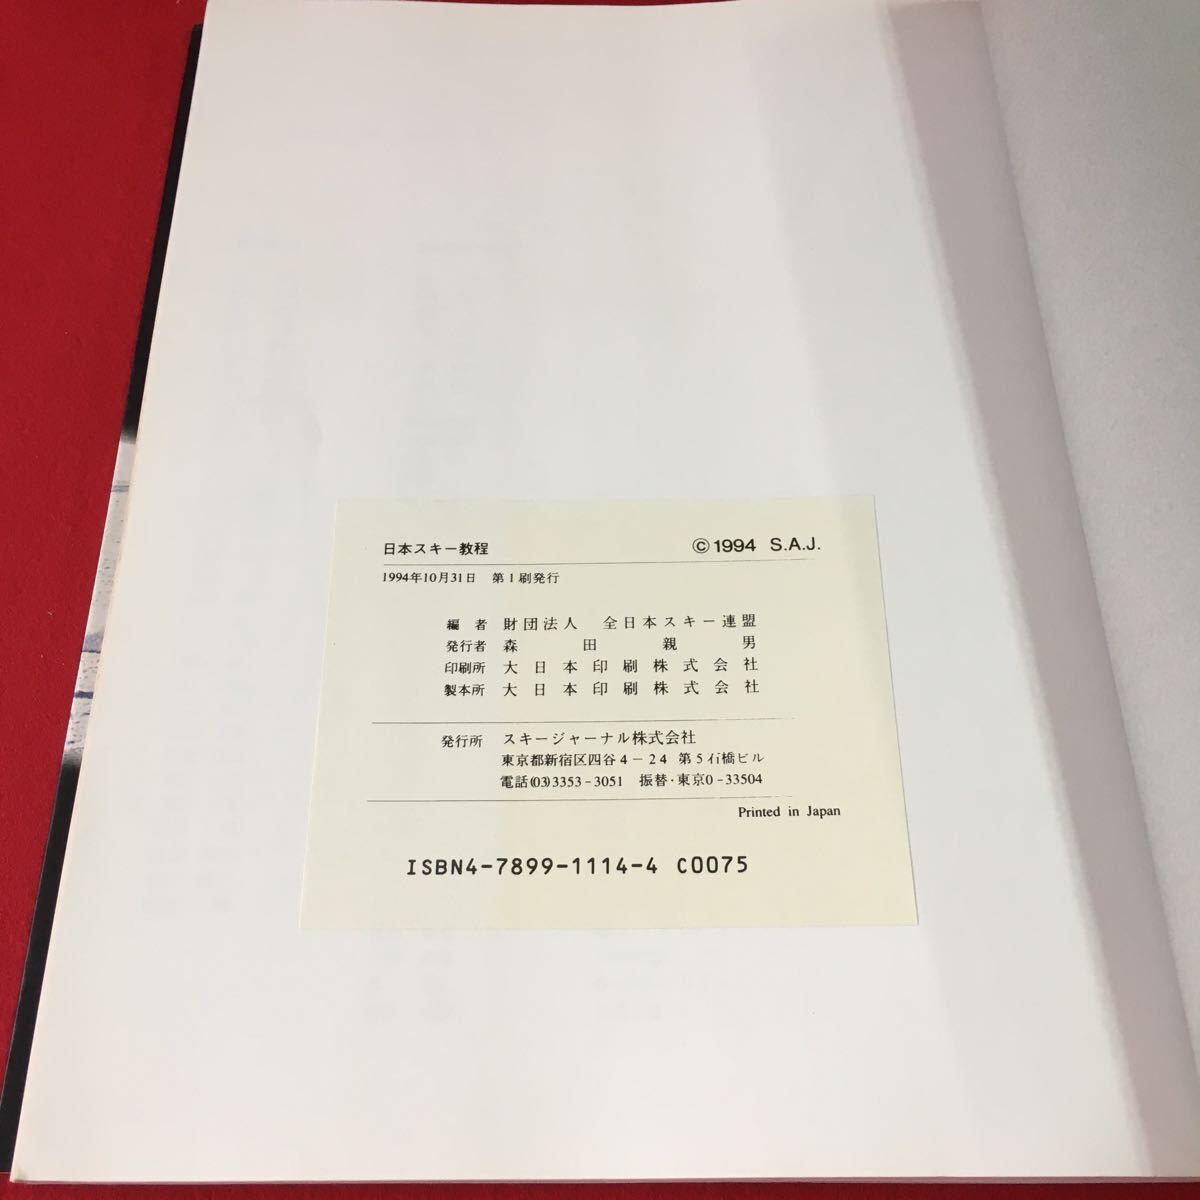 日本スキー教程 ©1994 S.A.J.
1994年10月31日 第1刷発行
編者 財団法人 全日本スキー連盟
発行者 森田親男
印刷所 大日本印刷株式会社
製本所 大日本印刷株式会社
発行所 スキージャーナル株式会社
東京都新宿区四谷4-24 第5石橋ビル
電話(03)3353-3051 振替・東京0-33504
Printed in Japan
ISBN4-7899-1114-4 C0075